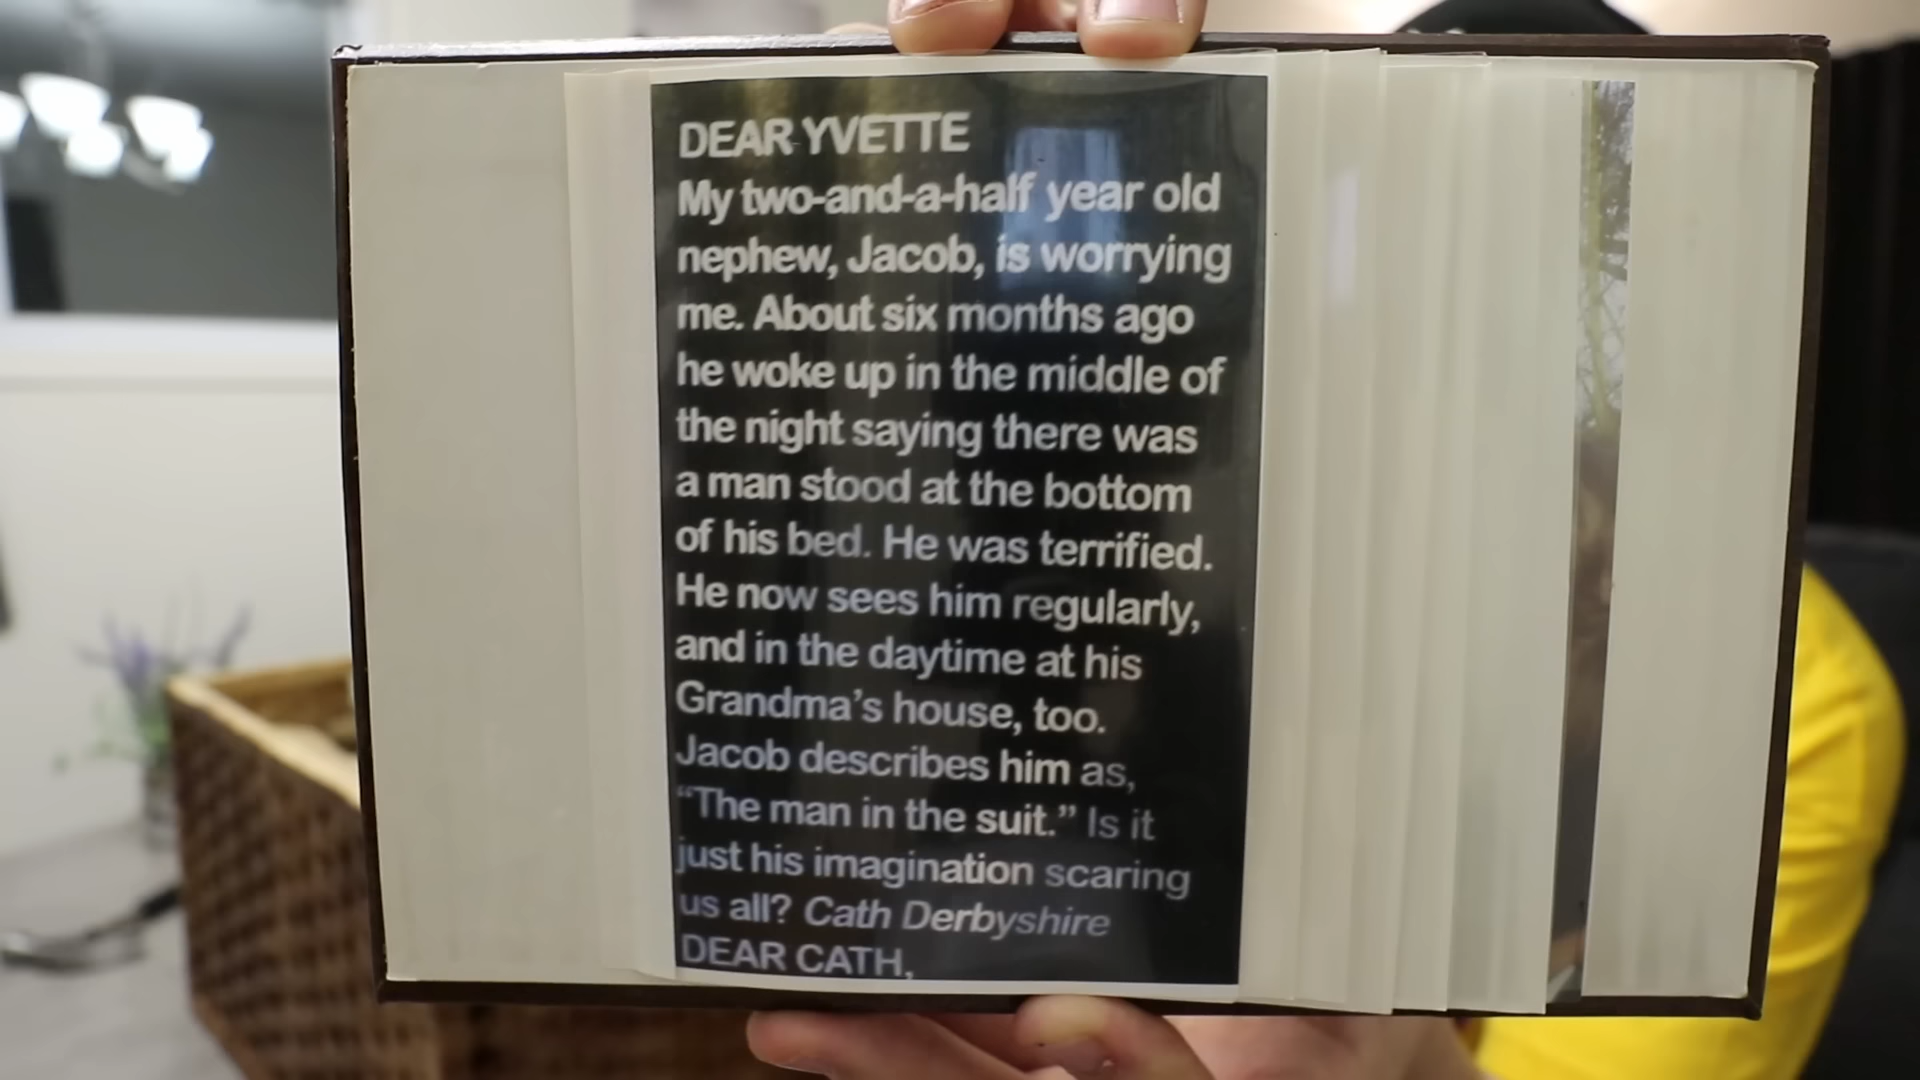 DEAR YVETTE
My two-and-a-half year old
nephew, Jacob, is worrying
me. About six months ago
he woke up in the middle of
the night saying there was
a man stood at the bottom
of his bed. He was terrified.
He now sees him regularly,
and in the daytime at his
Grandma’s house, too.
Jacob describes him as,
“The man in the suit.” Is it
just his imagination scaring
us all? Cath Derbyshire
DEAR CATH,